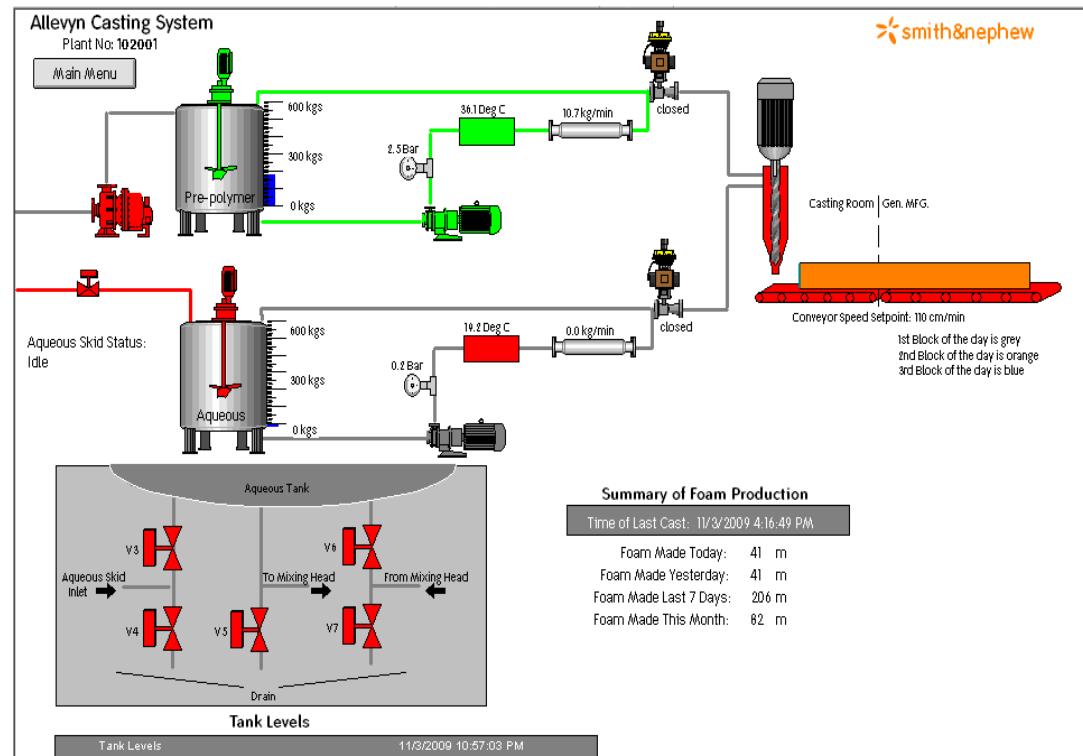 Allevyn Casting System
Plant No: 102001
Main Menu
smith&nephew
600 kgs
300 kgs
0 kgs
Pre-polymer
2.5 Bar
36.1 Deg C
10.7 kg/min
closed
Casting Room
Gen. MFG.
Conveyor Speed Setpoint: 110 cm/min
1st Block of the day is grey
2nd Block of the day is orange
3rd Block of the day is blue
Aqueous Skid Status:
Idle
600 kgs
300 kgs
0 kgs
Aqueous
0.2 Bar
19.2 Deg C
0.0 kg/min
closed
Aqueous Tank
V3
V6
Aqueous Skid
Inlet
To Mixing Head
From Mixing Head
V4
V5
V7
Drain
Summary of Foam Production
Time of Last Cast: 11/3/2009 4:16:49 PM
Foam Made Today: 41 m
Foam Made Yesterday: 41 m
Foam Made Last 7 Days: 206 m
Foam Made This Month: 82 m
Tank Levels
Tank Levels 11/3/2009 10:57:03 PM